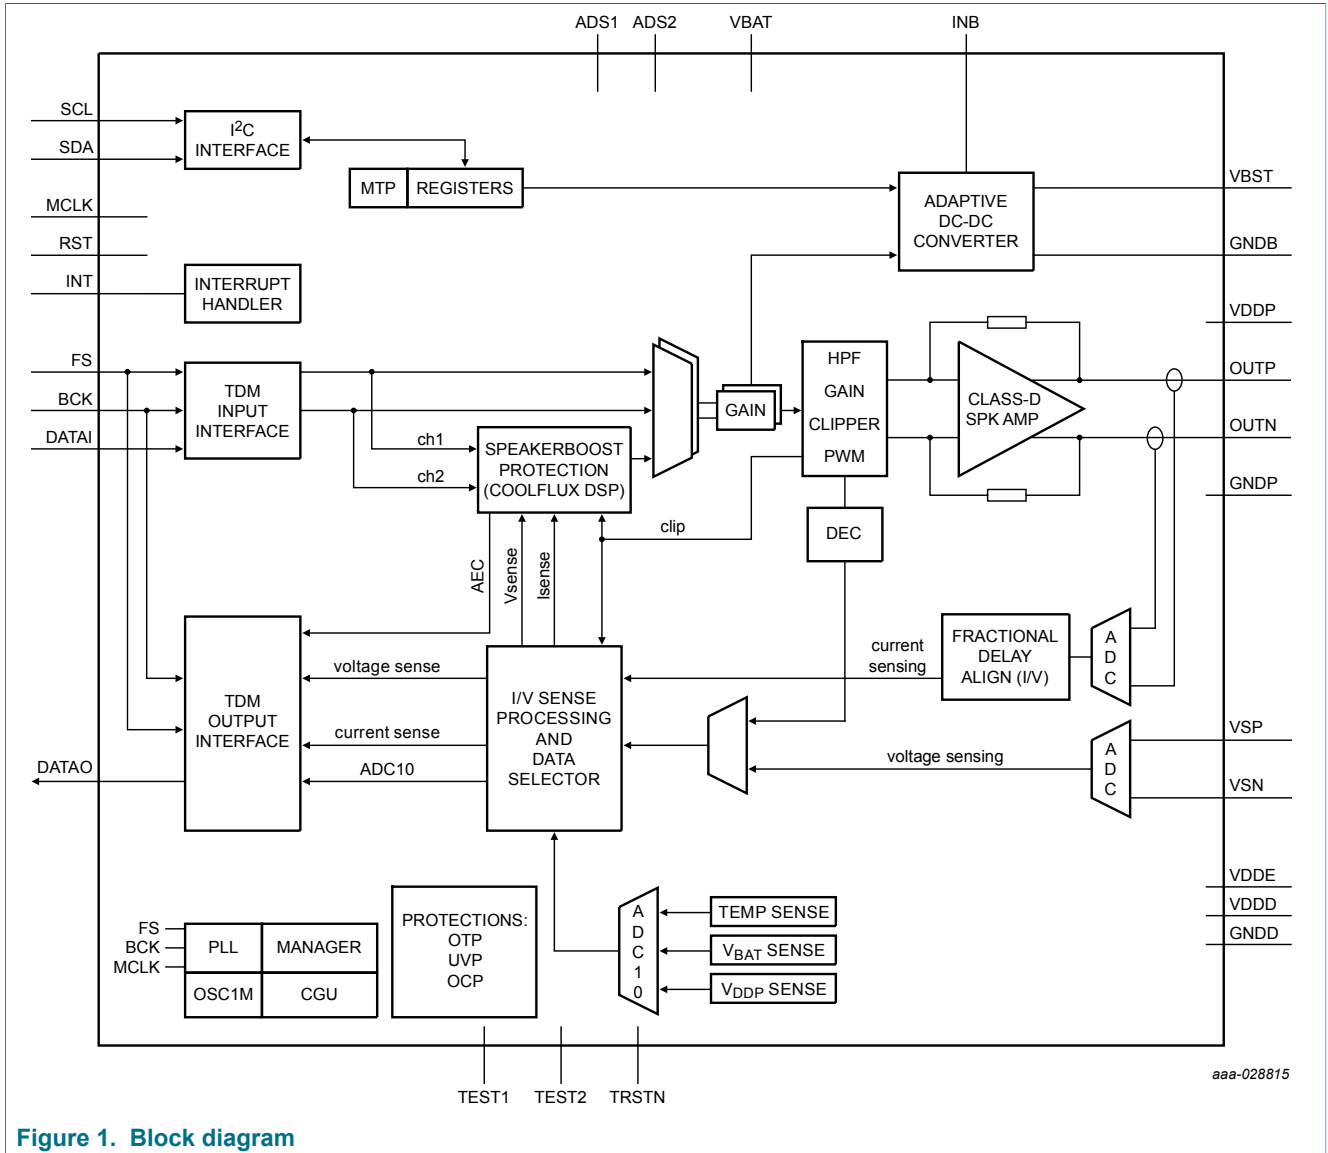 ADS1 ADS2 VBAT INB
SCL
SDA
I2C
INTERFACE
MTP REGISTERS
ADAPTIVE
DC-DC
CONVERTER
VBST
GNDB
MCLK
RST
INT
INTERRUPT
HANDLER
VDDP
FS
BCK
DATAI
TDM
INPUT
INTERFACE
ch1
ch2
SPEAKERBOOST
PROTECTION
(COOLFLUX DSP)
GAIN
HPF
GAIN
CLIPPER
PWM
CLASS-D
SPK AMP
OUTP
OUTN
GNDP
clip
DEC
AEC
Vsense
Isense
TDM
OUTPUT
INTERFACE
voltage sense
current sense
ADC10
I/V SENSE
PROCESSING
AND
DATA
SELECTOR
current
sensing
FRACTIONAL
DELAY
ALIGN (I/V)
A
D
C
voltage sensing
A
D
C
VSP
VSN
DATAO
VDDE
VDDD
GNDD
FS
BCK
MCLK
PLL MANAGER
OSC1M CGU
PROTECTIONS:
OTP
UVP
OCP
A
D
C
1
0
TEMP SENSE
VBAT SENSE
VDDP SENSE
TEST1 TEST2 TRSTN
aaa-028815
Figure 1. Block diagram